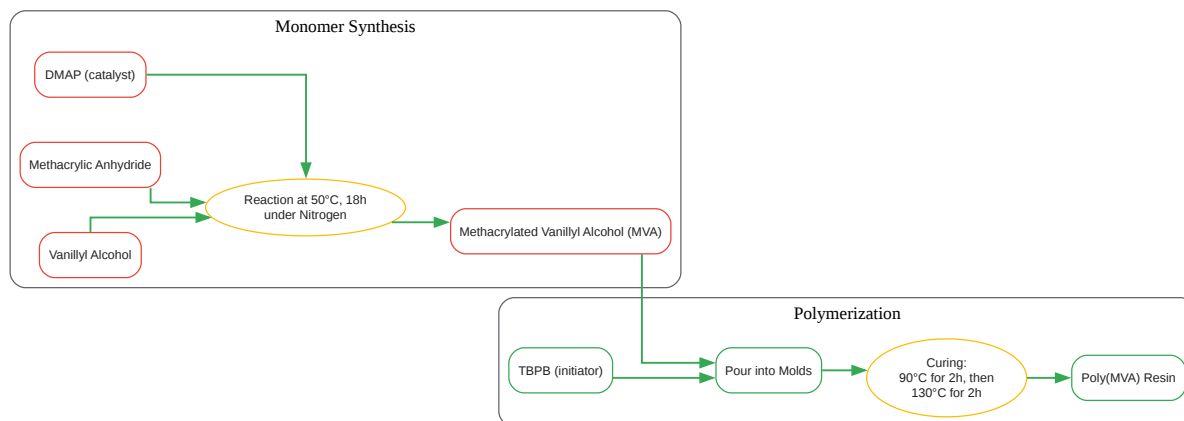 Monomer Synthesis
DMAP (catalyst)
Methacrylic Anhydride
Reaction at 50°C, 18h
under Nitrogen
Methacrylated Vanillyl Alcohol (MVA)
Vanillyl Alcohol
Polymerization
TBPB (initiator)
Pour into Molds
Curing:
90°C for 2h, then
130°C for 2h
Poly(MVA) Resin